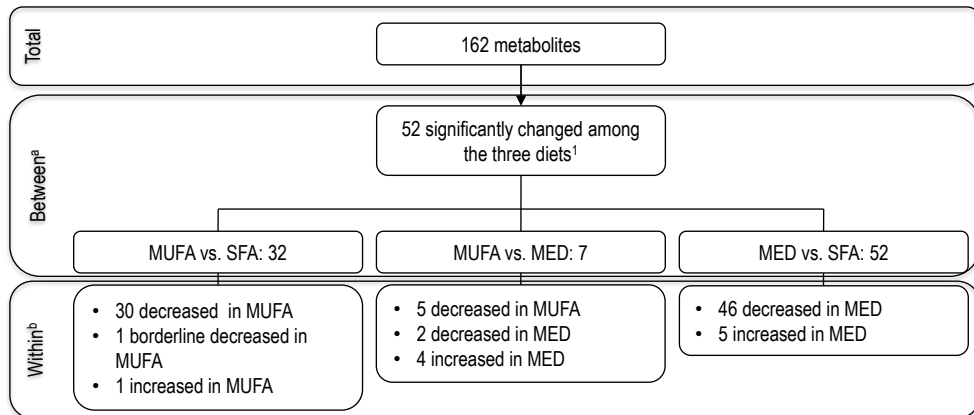 Total
162 metabolites
Betweenᵃ
52 significantly changed among
the three diets¹
MUFA vs. SFA: 32
MUFA vs. MED: 7
MED vs. SFA: 52
Withinᵇ
• 30 decreased in MUFA
• 1 borderline decreased in
MUFA
• 1 increased in MUFA
• 5 decreased in MUFA
• 2 decreased in MED
• 4 increased in MED
• 46 decreased in MED
• 5 increased in MED